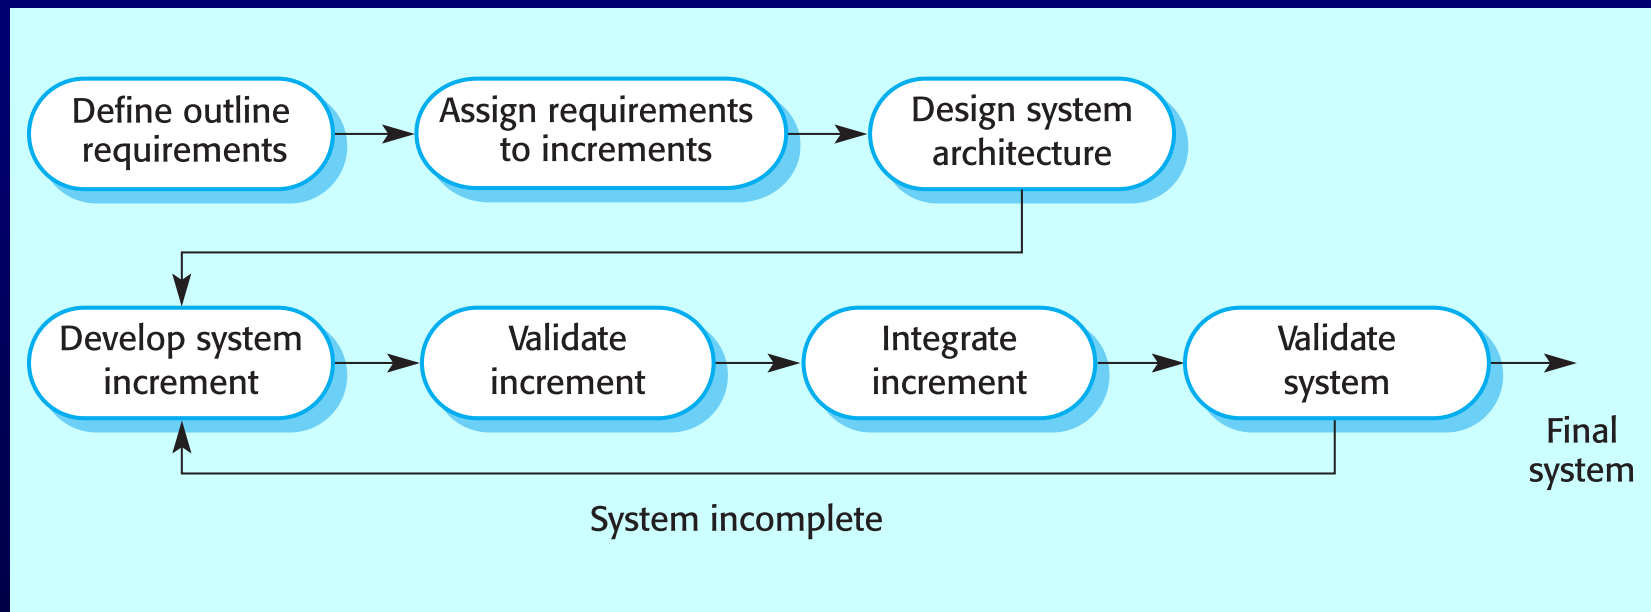 Define outline
requirements
Assign requirements
to increments
Design system
architecture
Develop system
increment
Validate
increment
Integrate
increment
Validate
system
Final
system
System incomplete